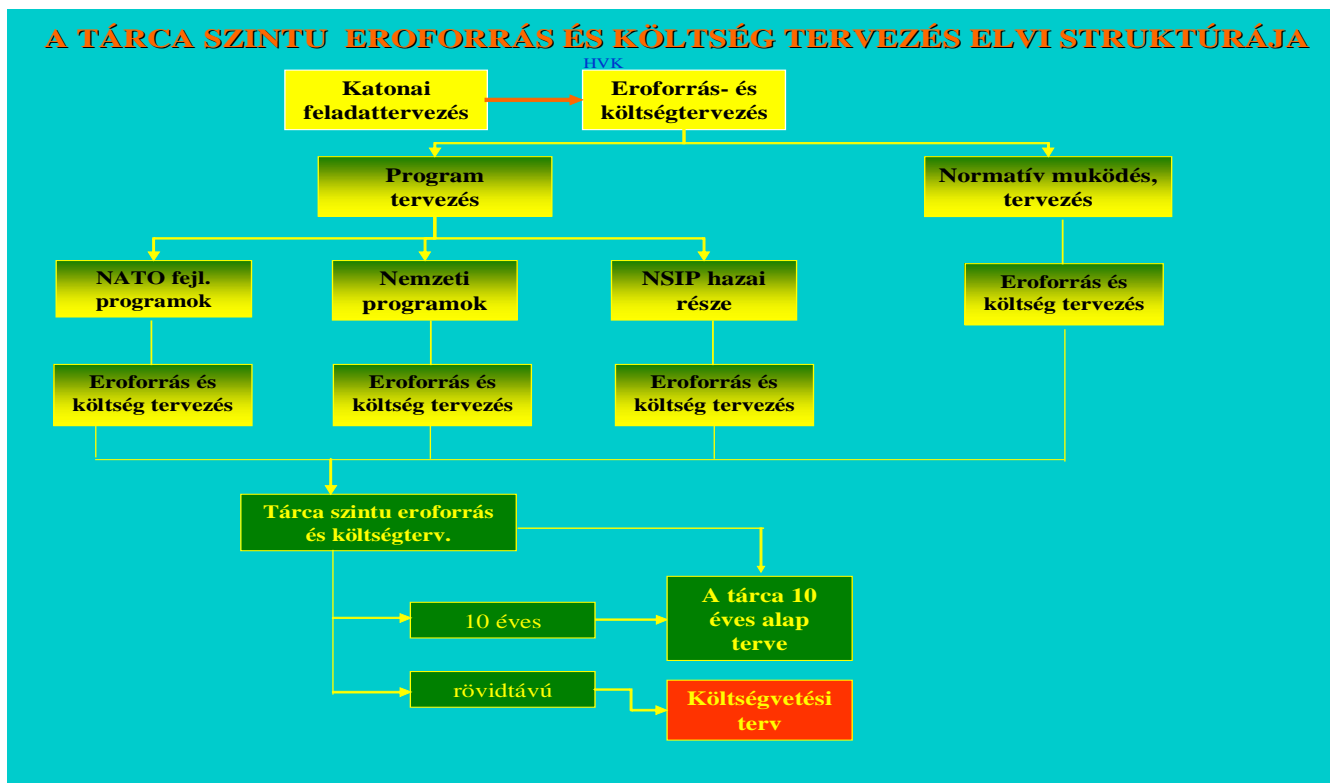 A TÁRCA SZINTU EROFORRÁS ÉS KÖLTSÉG TERVEZÉS ELVI STRUKTÚRÁJA
HVK
Katonai
feladattervezés
Eroforrás- és
költségtervezés
Program
tervezés
Normatív muködés,
tervezés
NATO fejl.
programok
Nemzeti
programok
NSIP hazai
része
Eroforrás és
költség tervezés
Eroforrás és
költség tervezés
Eroforrás és
költség tervezés
Eroforrás és
költség tervezés
Tárca szintu eroforrás
és költségterv.
10 éves
A tárca 10
éves alap
terve
rövidtávú
Költségvetési
terv